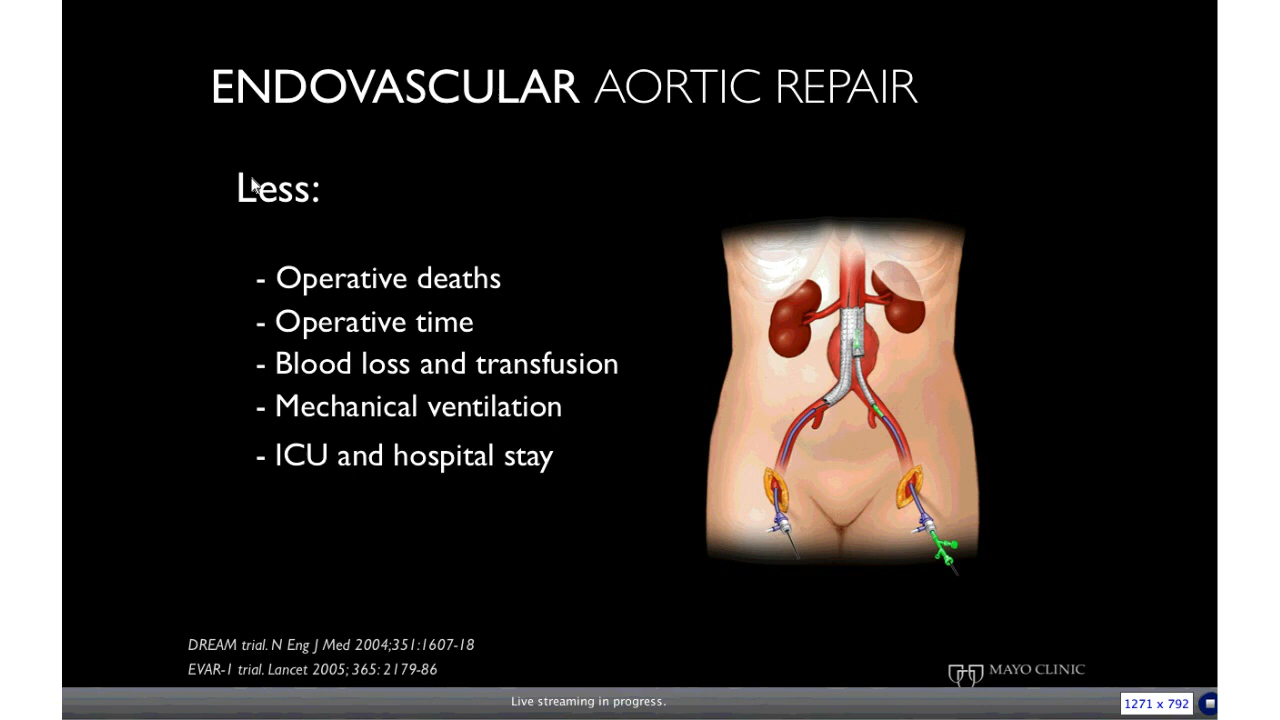 ENDOVASCULAR AORTIC REPAIR
Less:
- Operative deaths
- Operative time
- Blood loss and transfusion
- Mechanical ventilation
- ICU and hospital stay
DREAM trial. N Eng J Med 2004;351:1607-18
EVAR-1 trial. Lancet 2005; 365: 2179-86
MAYO CLINIC
Live streaming in progress.
1271 x 792